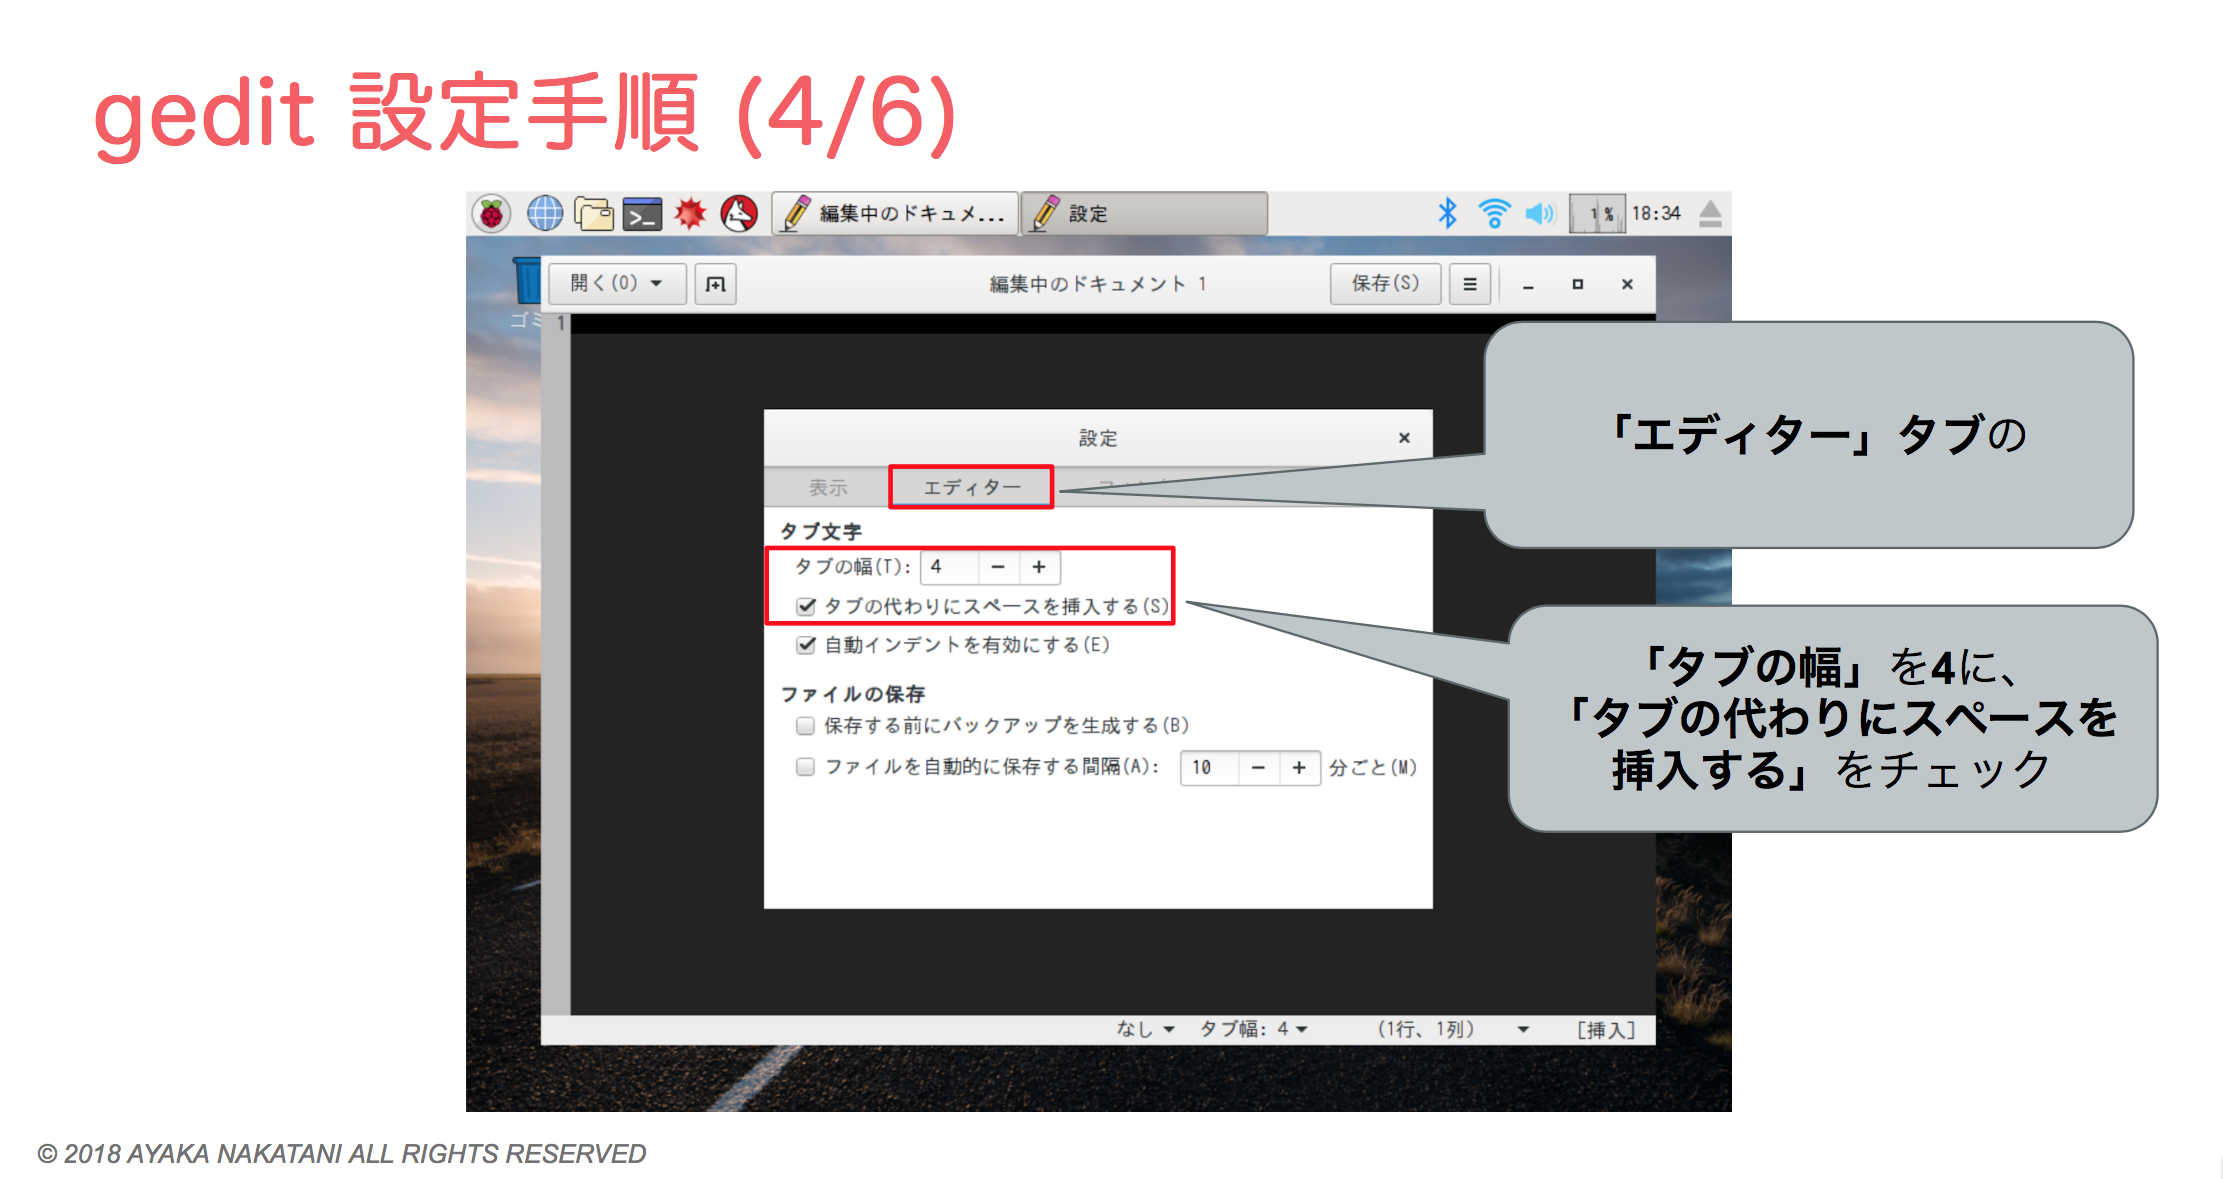 gedit 設定手順 (4/6)
編集中のドキュメ... 設定 1 % 18:34
開く(O) 編集中のドキュメント 1 保存(S)
1
設定
表示 エディター
「エディター」タブの
タブ文字
タブの幅(T): 4 − +
タブの代わりにスペースを挿入する(S)
自動インデントを有効にする(E)
「タブの幅」を4に、
「タブの代わりにスペースを
挿入する」をチェック
ファイルの保存
保存する前にバックアップを生成する(B)
ファイルを自動的に保存する間隔(A): 10 − + 分ごと(M)
なし タブ幅: 4 (1行、1列) [挿入]
© 2018 AYAKA NAKATANI ALL RIGHTS RESERVED